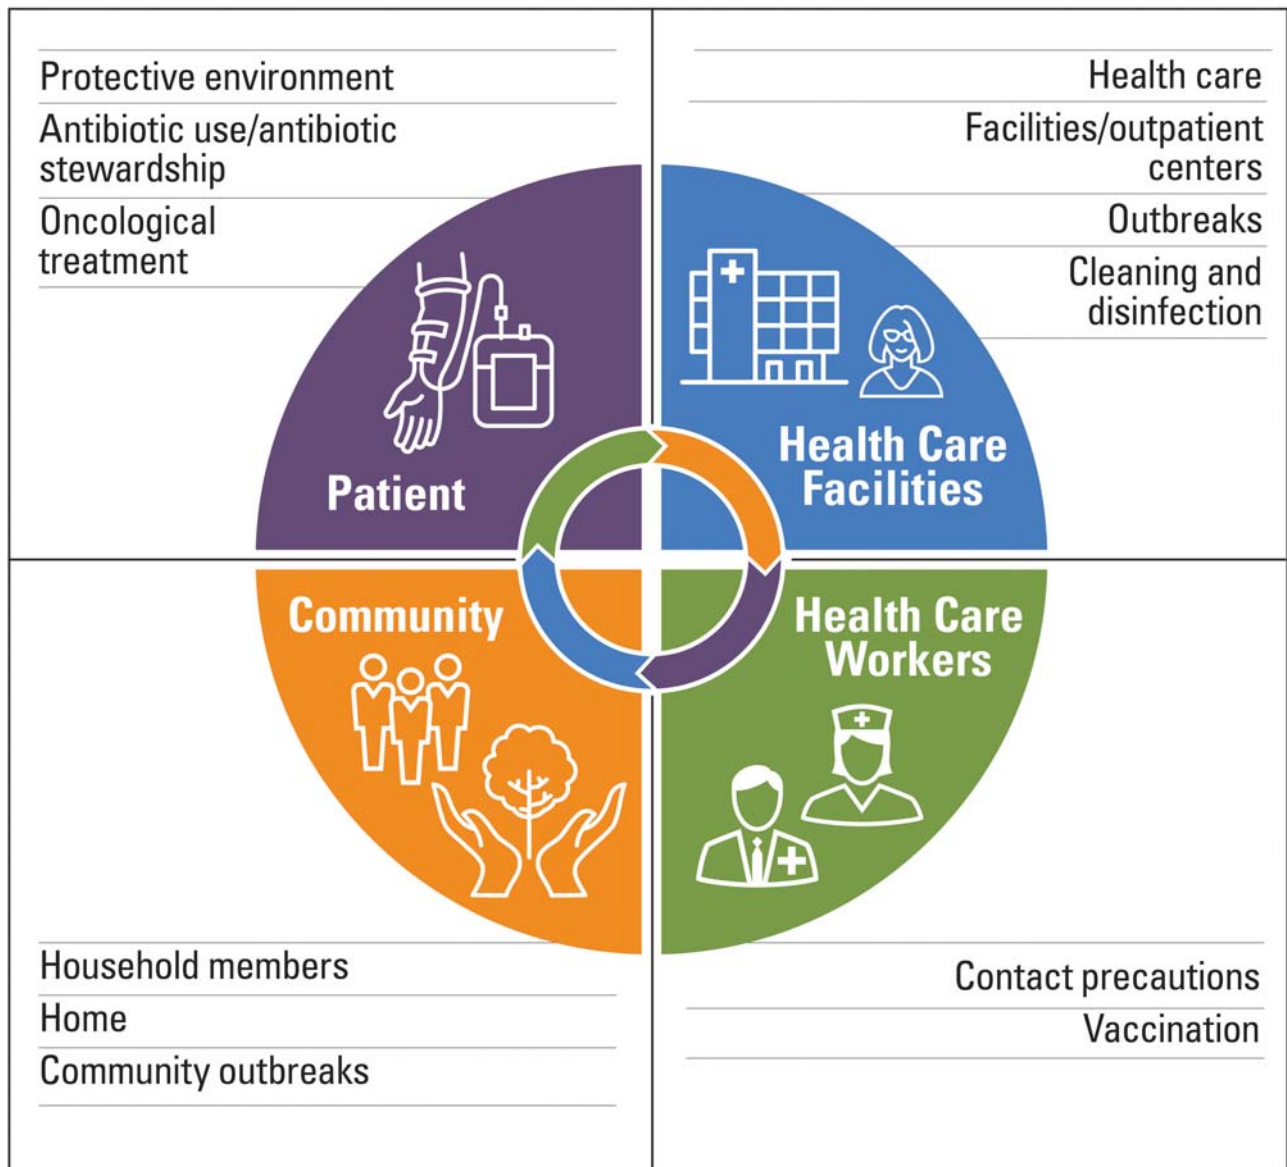 Protective environment
Antibiotic use/antibiotic
stewardship
Oncological
treatment
Patient
Health care
Facilities/outpatient
centers
Outbreaks
Cleaning and
disinfection
Health Care
Facilities
Community
Household members
Home
Community outbreaks
Health Care
Workers
Contact precautions
Vaccination